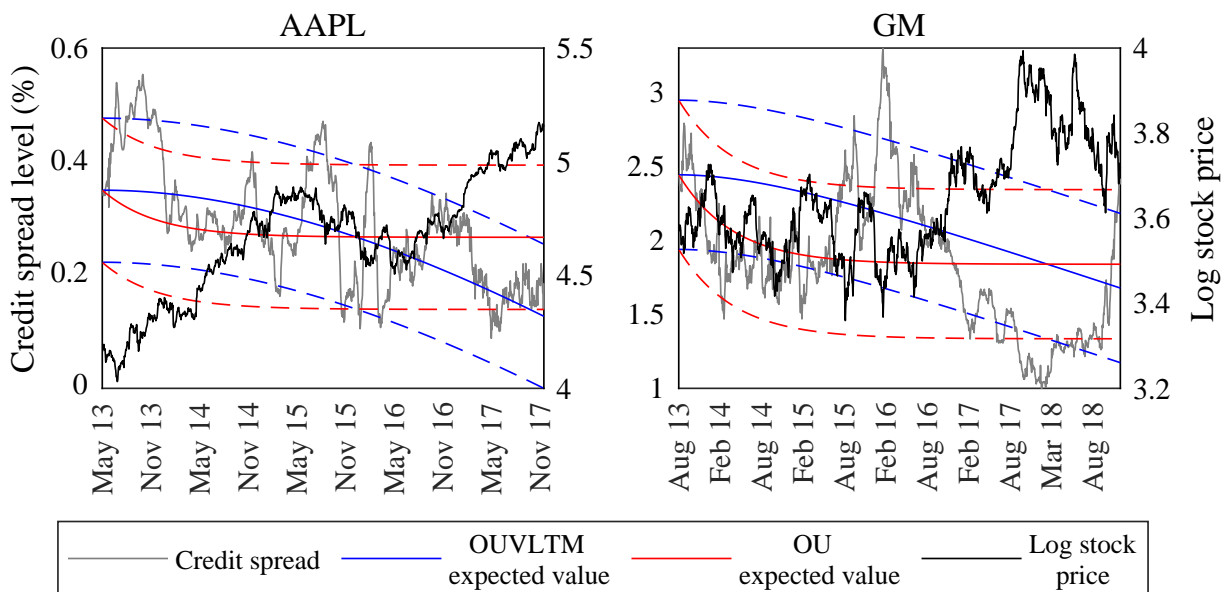 AAPL
GM
Credit spread level (%)
0.6
0.4
0.2
0
5.5
5
4.5
4
May 13
Nov 13
May 14
Nov 14
May 15
Nov 15
May 16
Nov 16
May 17
Nov 17
3
2.5
2
1.5
1
4
3.8
3.6
3.4
3.2
Log stock price
Aug 13
Feb 14
Aug 14
Feb 15
Aug 15
Feb 16
Aug 16
Feb 17
Aug 17
Mar 18
Aug 18
Credit spread
OUVLTM
expected value
OU
expected value
Log stock
price